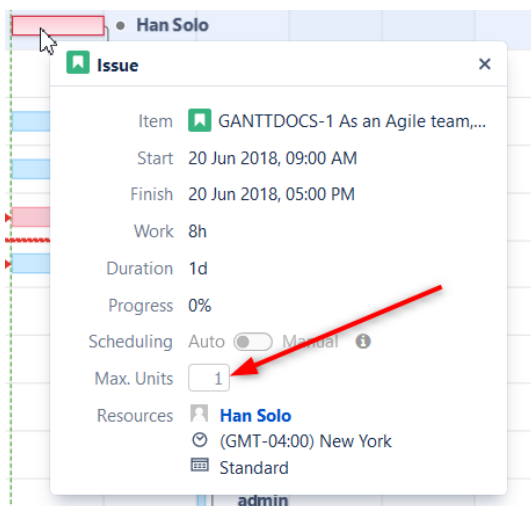 Han Solo
Issue
Item GANTTDOCS-1 As an Agile team,...
Start 20 Jun 2018, 09:00 AM
Finish 20 Jun 2018, 05:00 PM
Work 8h
Duration 1d
Progress 0%
Scheduling Auto Manual
Max. Units 1
Resources Han Solo
(GMT-04:00) New York
Standard
admin